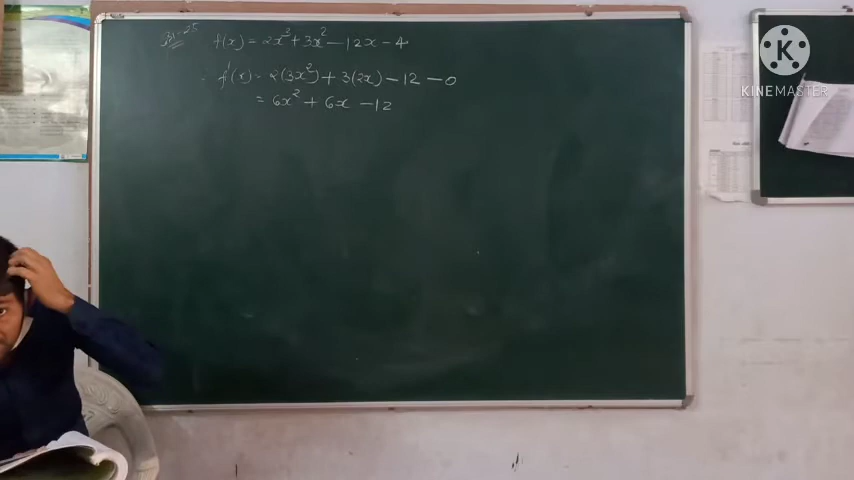 f(x) = 2x³ + 3x² - 12x - 4
∴ f'(x) = 2(3x²) + 3(2x) - 12 - 0
= 6x² + 6x - 12
KINEMASTER